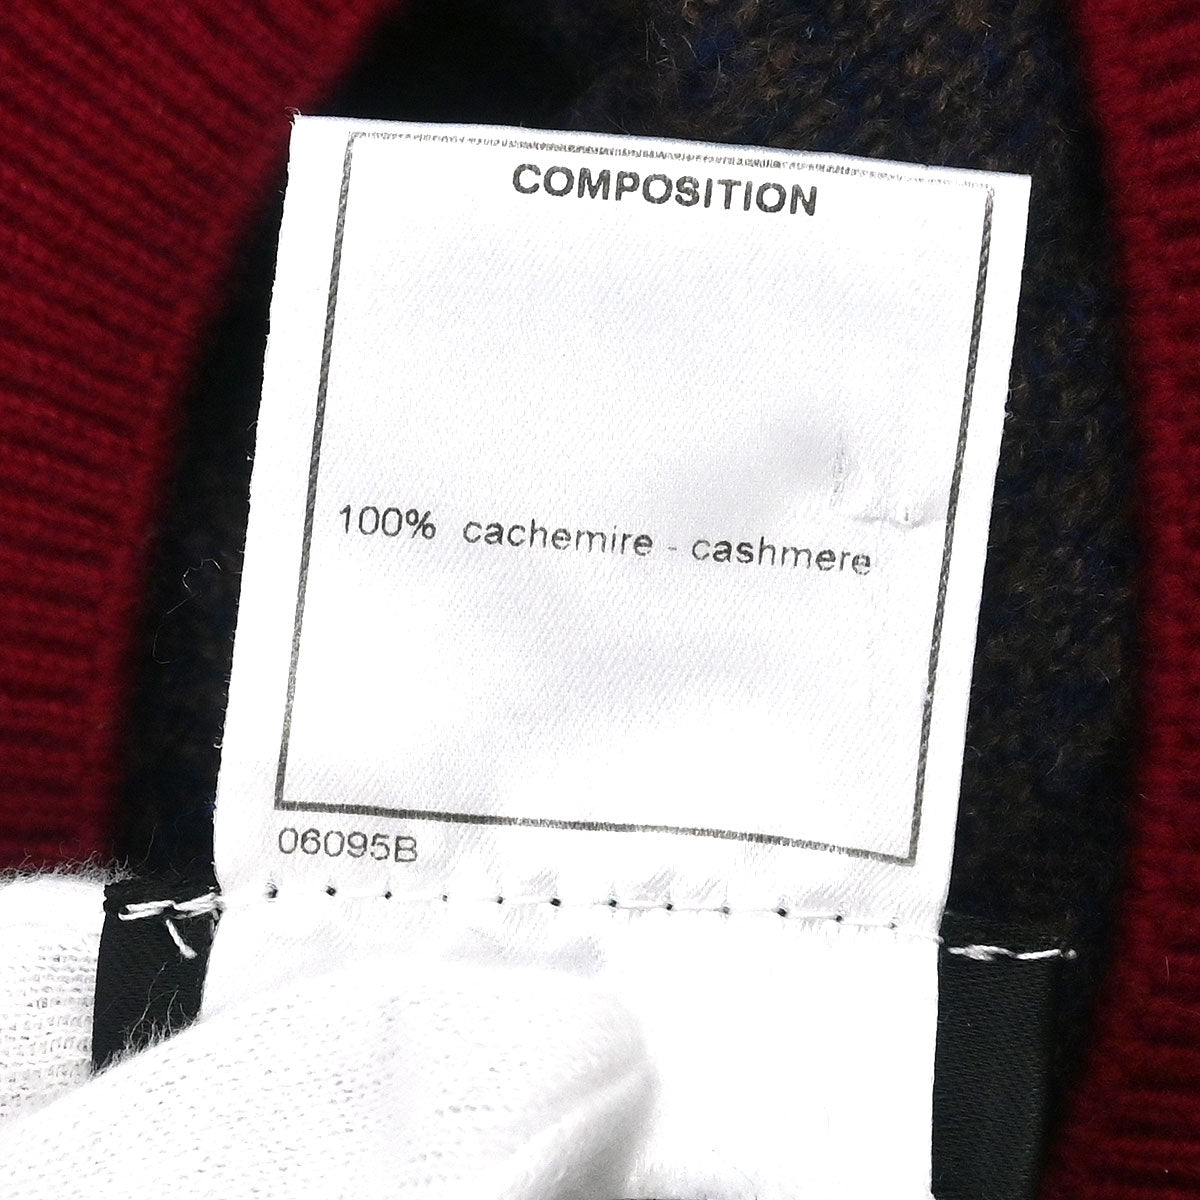 COMPOSITION
100% cachemire - cashmere
06095B